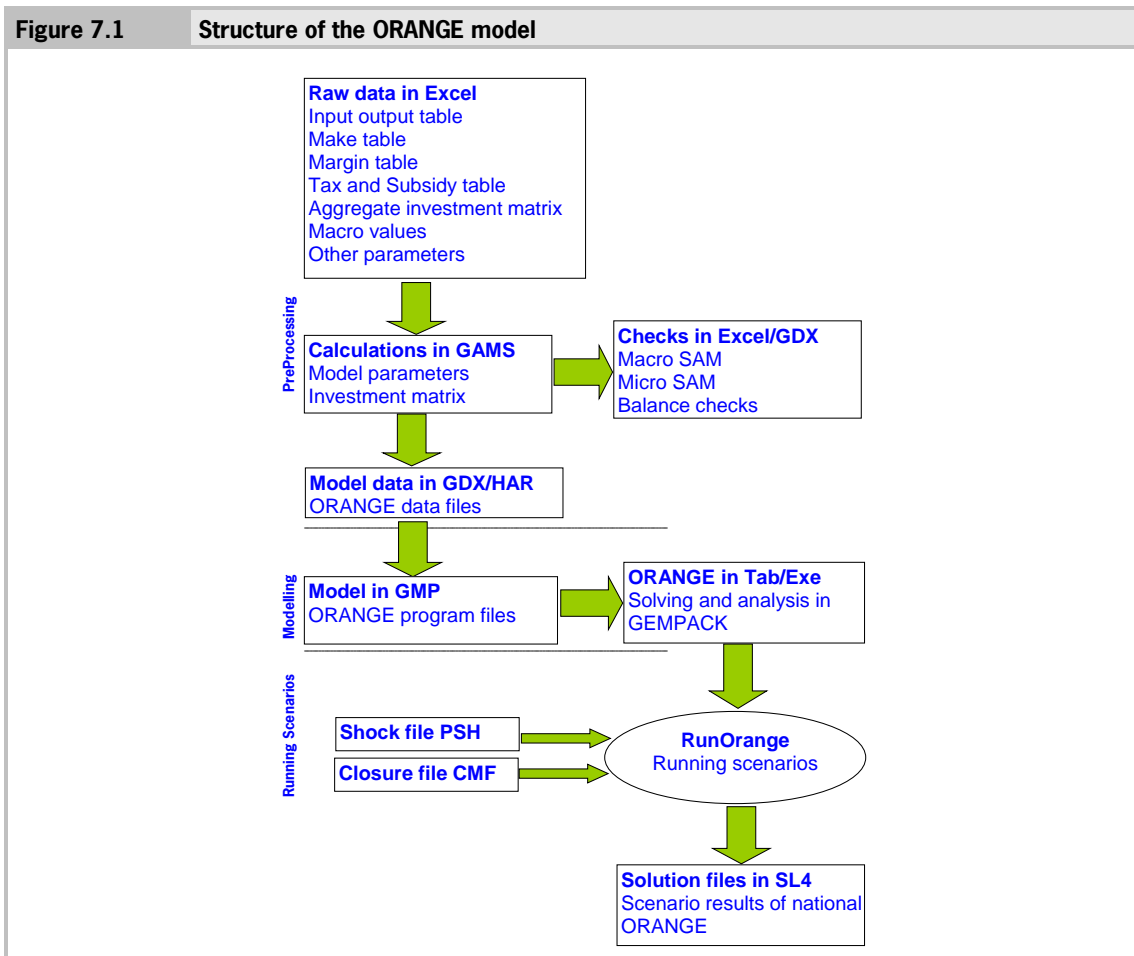 Figure 7.1 Structure of the ORANGE model
Raw data in Excel
Input output table
Make table
Margin table
Tax and Subsidy table
Aggregate investment matrix
Macro values
Other parameters
PreProcessing
Calculations in GAMS
Model parameters
Investment matrix
Checks in Excel/GDX
Macro SAM
Micro SAM
Balance checks
Model data in GDX/HAR
ORANGE data files
Modelling
Model in GMP
ORANGE program files
ORANGE in Tab/Exe
Solving and analysis in
GEMPACK
Running Scenarios
Shock file PSH
Closure file CMF
RunOrange
Running scenarios
Solution files in SL4
Scenario results of national
ORANGE